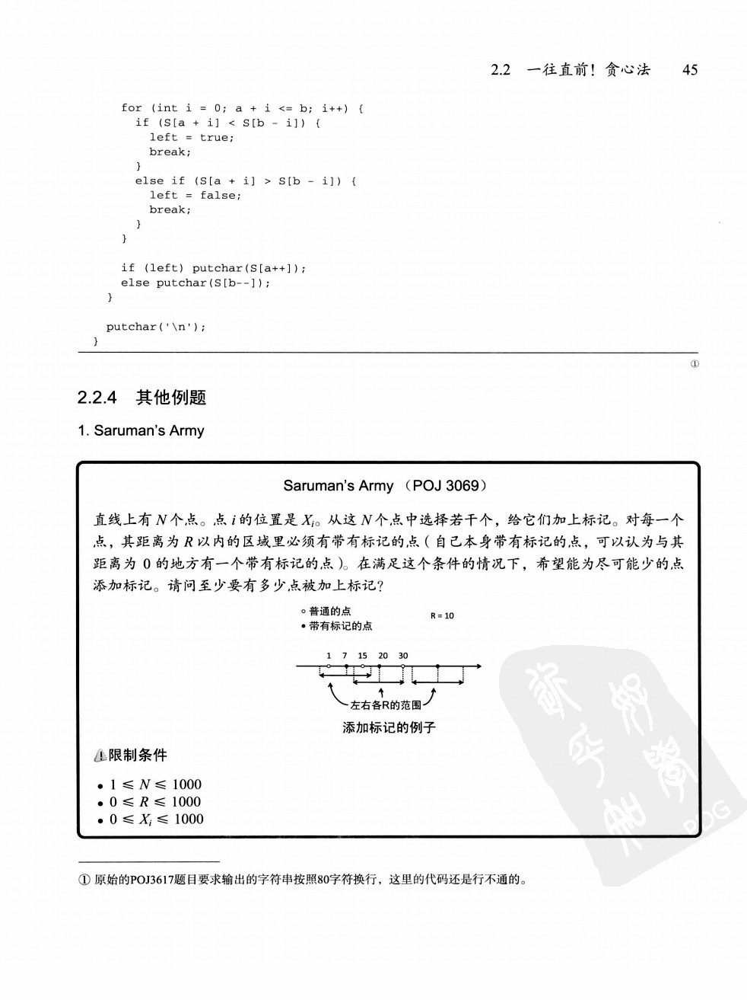 2.2 一往直前！贪心法 45
for (int i = 0; a + i <= b; i++) {
if (S[a + i] < S[b - i]) {
left = true;
break;
}
else if (S[a + i] > S[b - i]) {
left = false;
break;
}
}
if (left) putchar(S[a++]);
else putchar(S[b--]);
}
putchar('\n');
}
①
2.2.4 其他例题
1. Saruman's Army
Saruman's Army （POJ 3069）
直线上有 N 个点。点 i 的位置是 Xi。从这 N 个点中选择若干个，给它们加上标记。对每一个
点，其距离为 R 以内的区域里必须有带有标记的点（自己本身带有标记的点，可以认为与其
距离为 0 的地方有一个带有标记的点）。在满足这个条件的情况下，希望能为尽可能少的点
添加标记。请问至少要有多少点被加上标记？
普通的点 R = 10
带有标记的点
1 7 15 20 30
左右各R的范围
添加标记的例子
限制条件
• 1 ≤ N ≤ 1000
• 0 ≤ R ≤ 1000
• 0 ≤ Xi ≤ 1000
PDG
① 原始的POJ3617题目要求输出的字符串按照80字符换行，这里的代码还是行不通的。